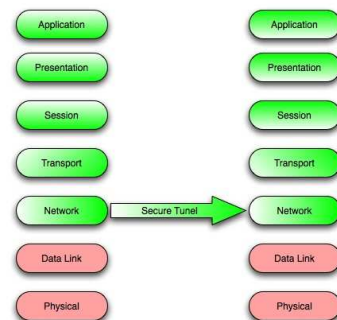 Application Application
Presentation Presentation
Session Session
Transport Transport
Network Secure Tunel Network
Data Link Data Link
Physical Physical